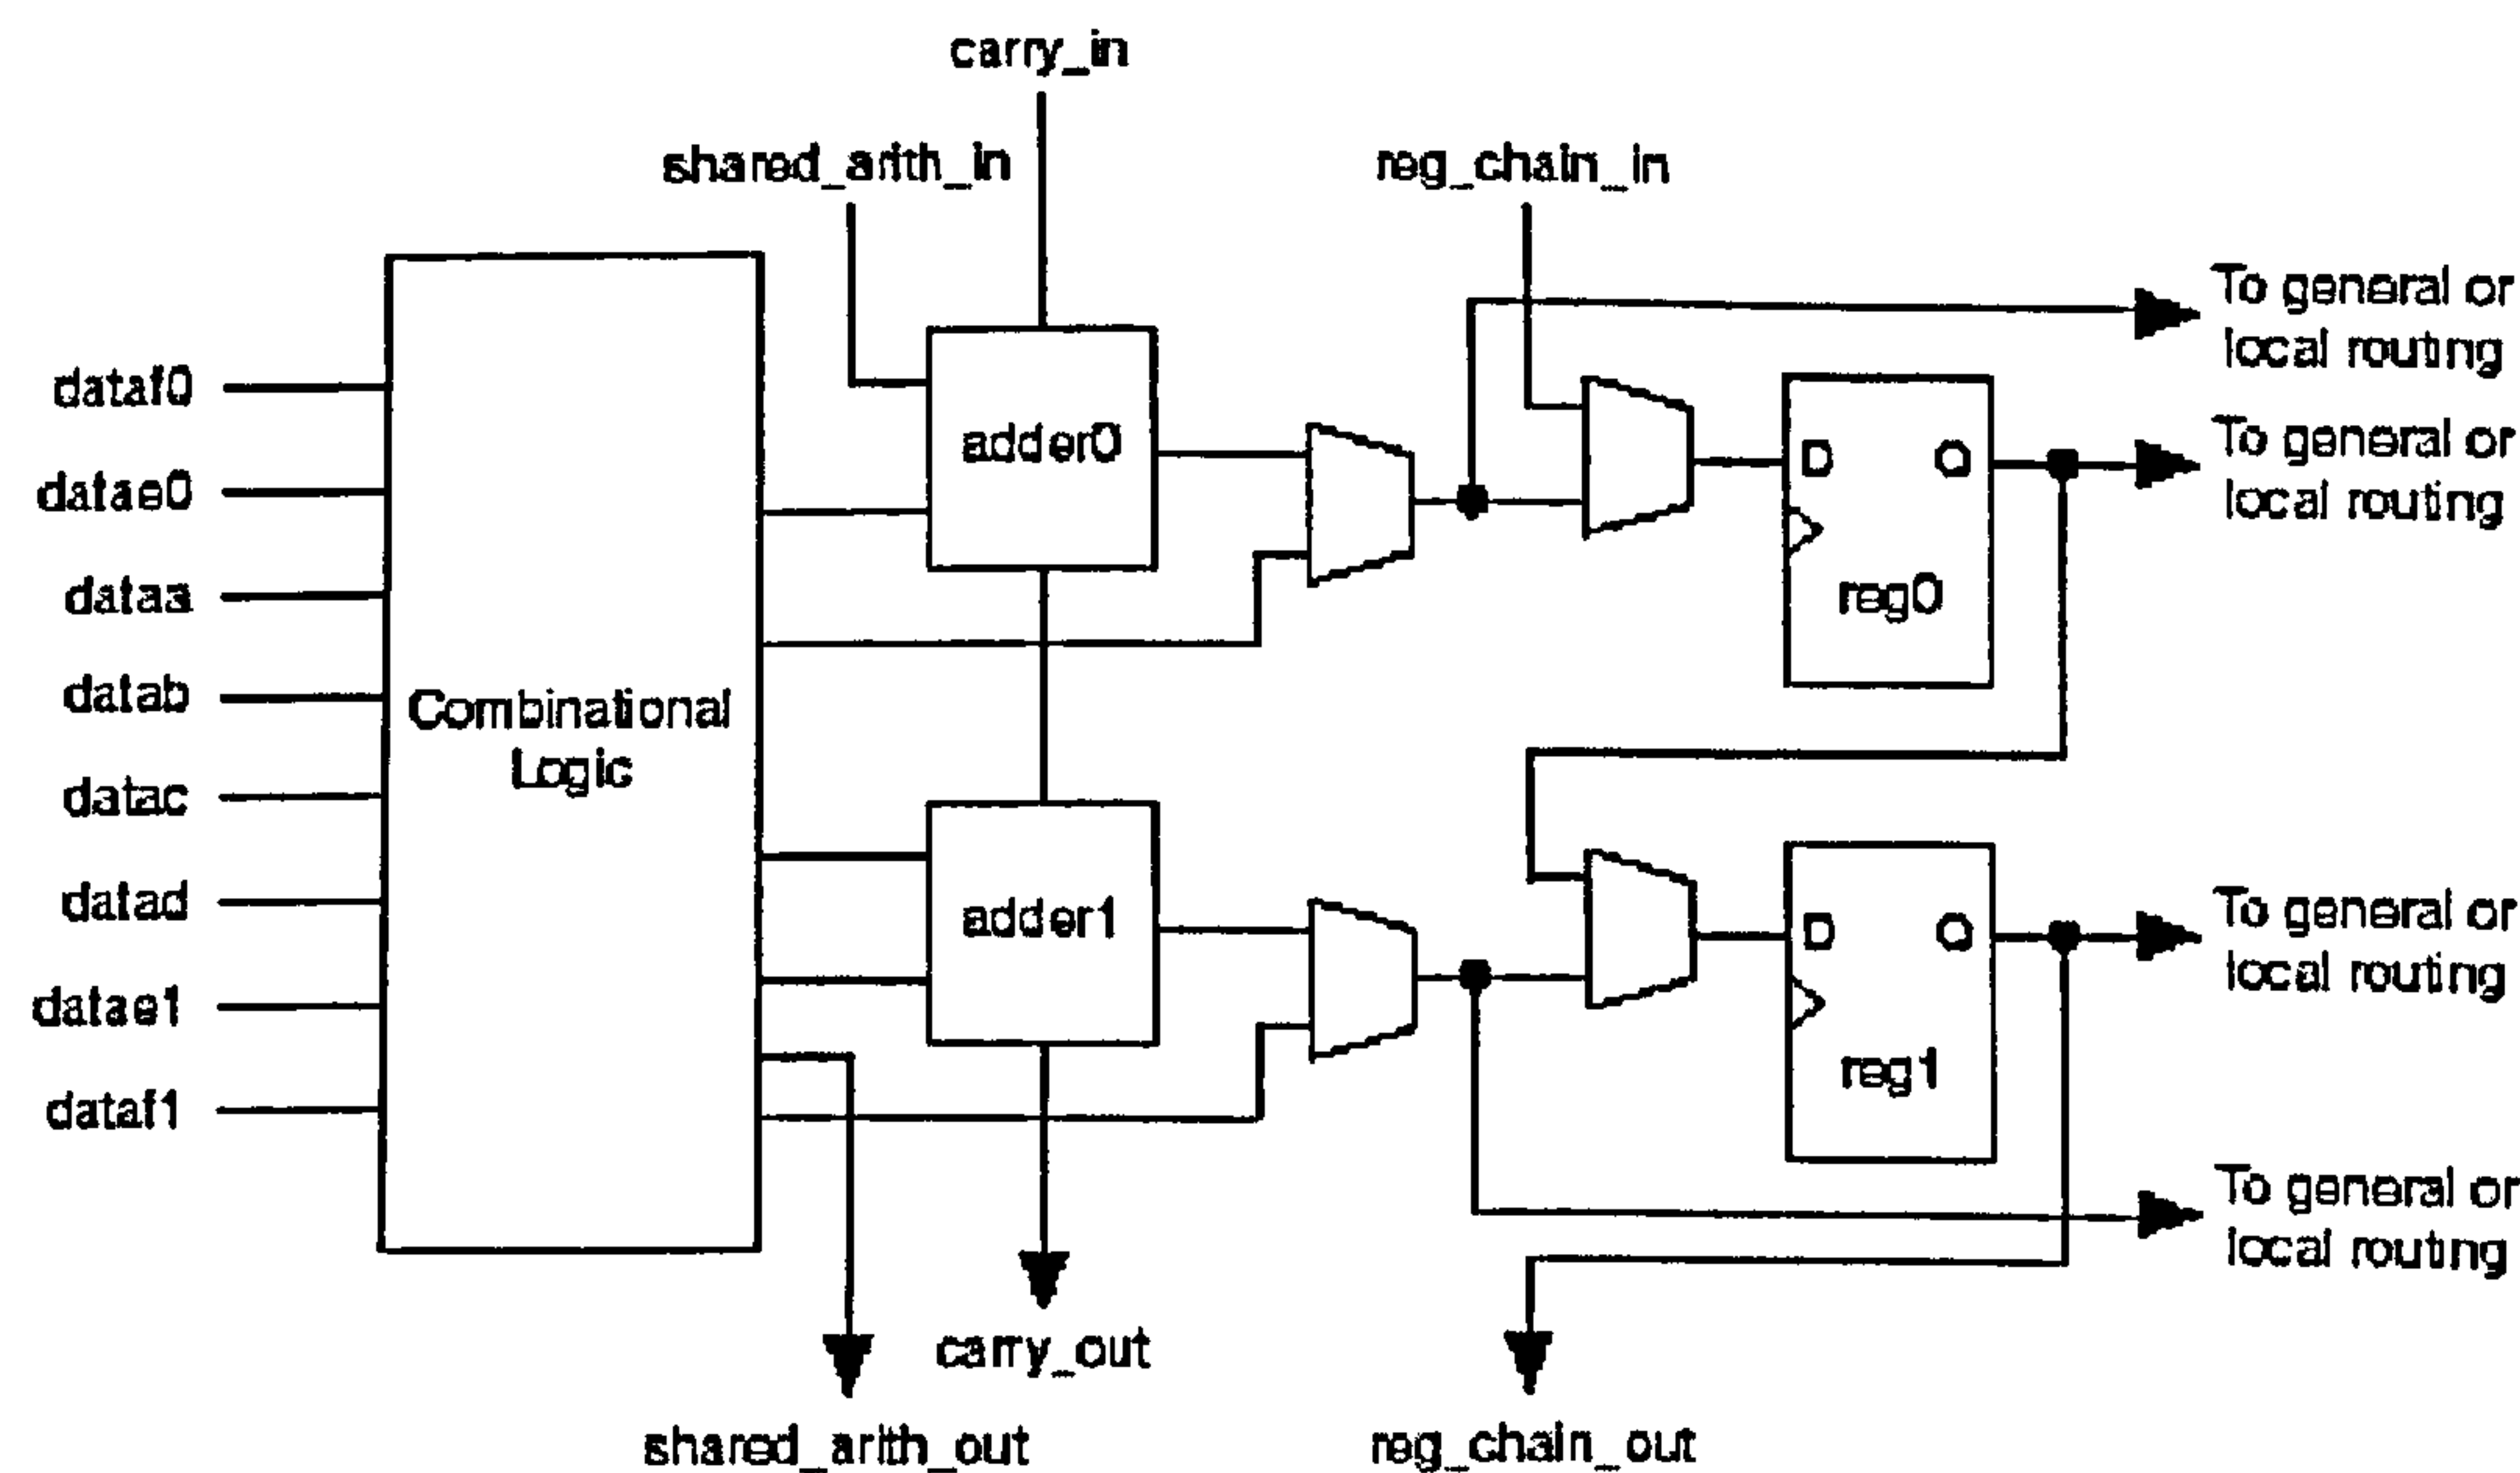 carry_in
shared_arith_in
reg_chain_in
To general or
local routing
dataf0
datae0
dataa
datab
datac
datad
datae1
dataf1
Combinational
Logic
adder0
D
Q
reg0
To general or
local routing
adder1
D
Q
reg1
To general or
local routing
To general or
local routing
carry_out
shared_arith_out
reg_chain_out